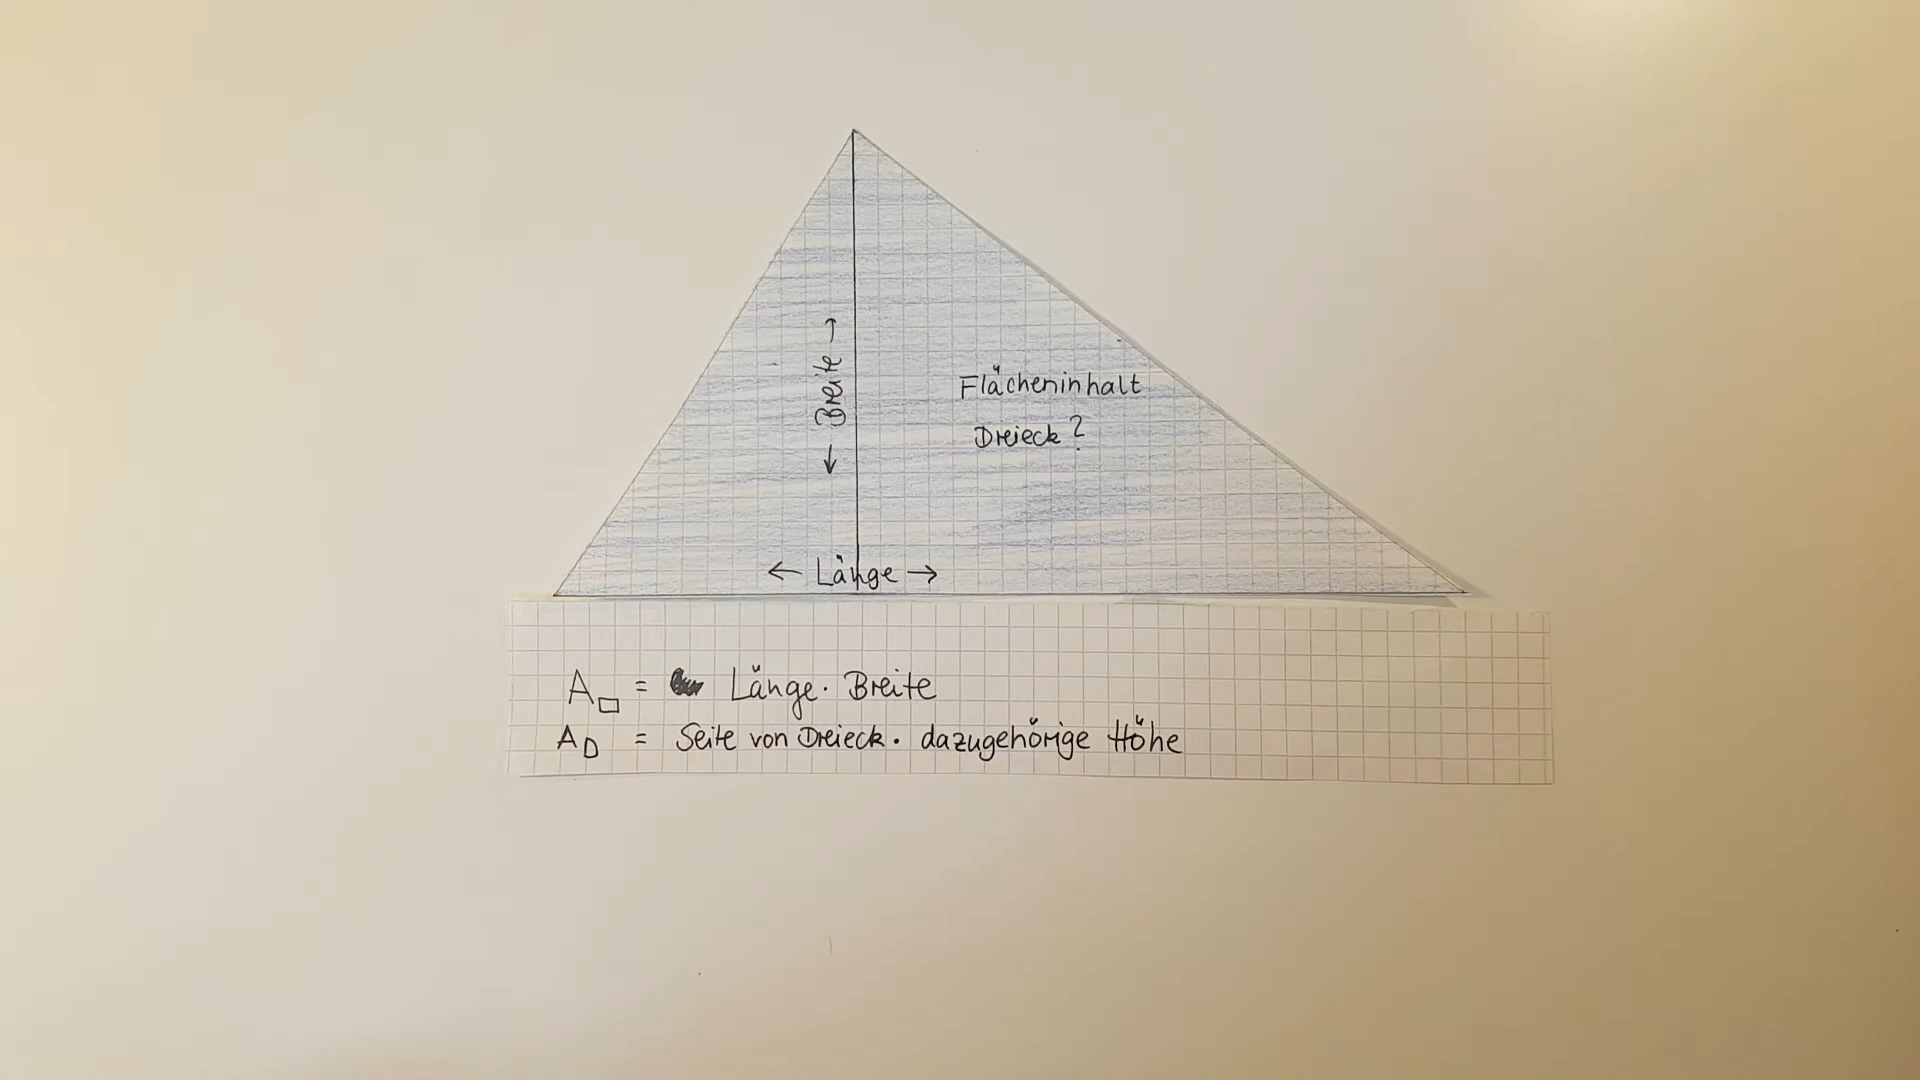 ← Breite →
Flächeninhalt
Dreieck?
← Länge →
A□ = Länge · Breite
AD = Seite von Dreieck · dazugehörige Höhe